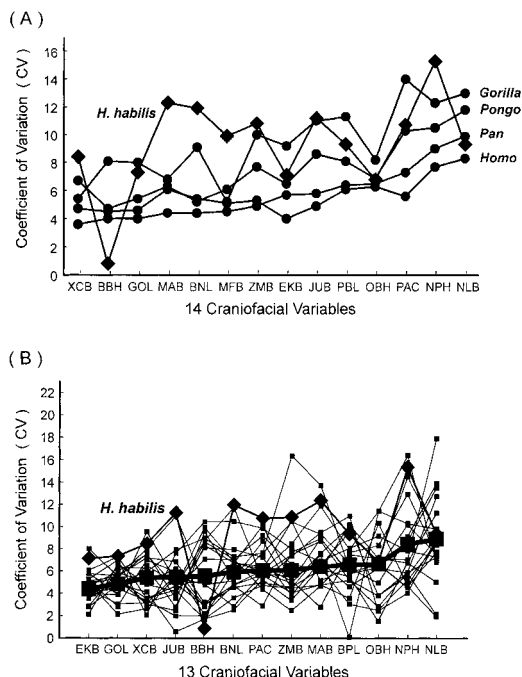 ( A )
Coefficient of Variation ( CV )
16
14
12
10
8
6
4
2
0
H. habilis
Gorilla
Pongo
Pan
Homo
XCB BBH GOL MAB BNL MFB ZMB EKB JUB PBL OBH PAC NPH NLB
14 Craniofacial Variables
( B )
Coefficient of Variation ( CV )
22
20
18
16
14
12
10
8
6
4
2
0
H. habilis
EKB GOL XCB JUB BBH BNL PAC ZMB MAB BPL OBH NPH NLB
13 Craniofacial Variables